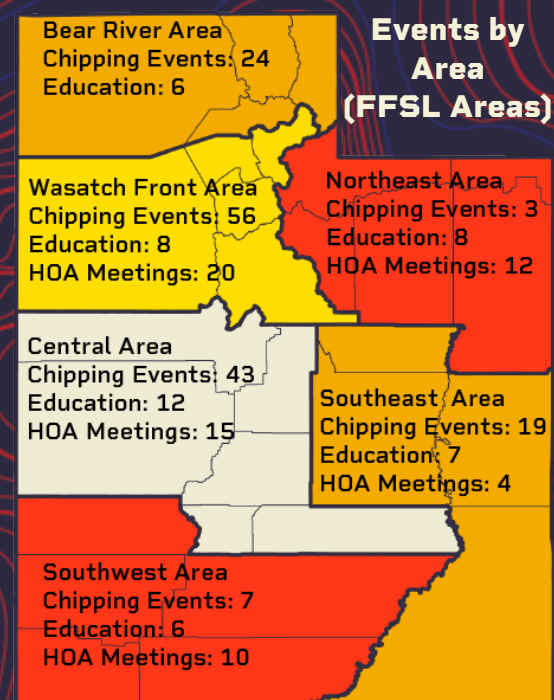 Events by
Area
(FFSL Areas)
Bear River Area
Chipping Events: 24
Education: 6
Wasatch Front Area
Chipping Events: 56
Education: 8
HOA Meetings: 20
Northeast Area
Chipping Events: 3
Education: 8
HOA Meetings: 12
Central Area
Chipping Events: 43
Education: 12
HOA Meetings: 15
Southeast Area
Chipping Events: 19
Education: 7
HOA Meetings: 4
Southwest Area
Chipping Events: 7
Education: 6
HOA Meetings: 10